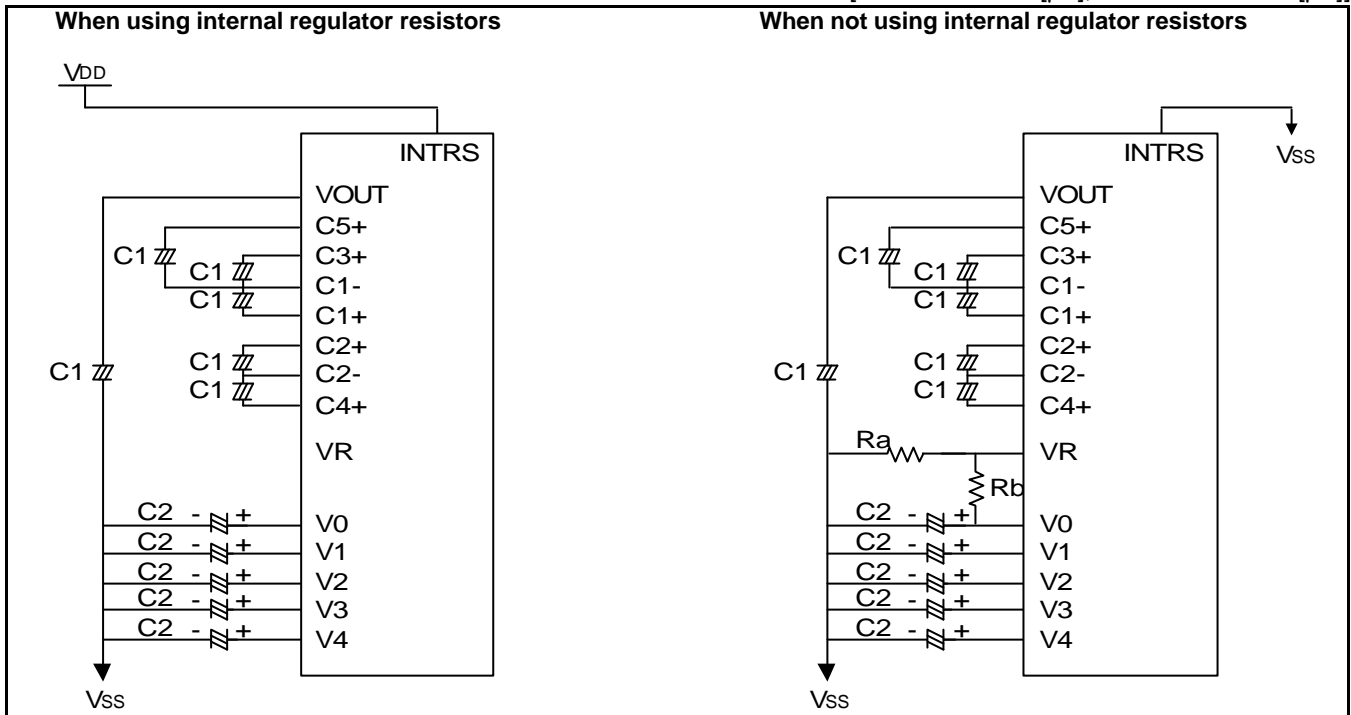 When using internal regulator resistors
VDD
INTRS
VOUT
C5+
C1
C3+
C1
C1-
C1
C1+
C2+
C1
C1
C2-
C1
C4+
VR
C2 - + V0
C2 - + V1
C2 - + V2
C2 - + V3
C2 - + V4
VSS
When not using internal regulator resistors
INTRS
VSS
VOUT
C5+
C1
C3+
C1
C1-
C1
C1+
C2+
C1
C1
C2-
C1
C4+
Ra
VR
Rb
C2 - + V0
C2 - + V1
C2 - + V2
C2 - + V3
C2 - + V4
VSS